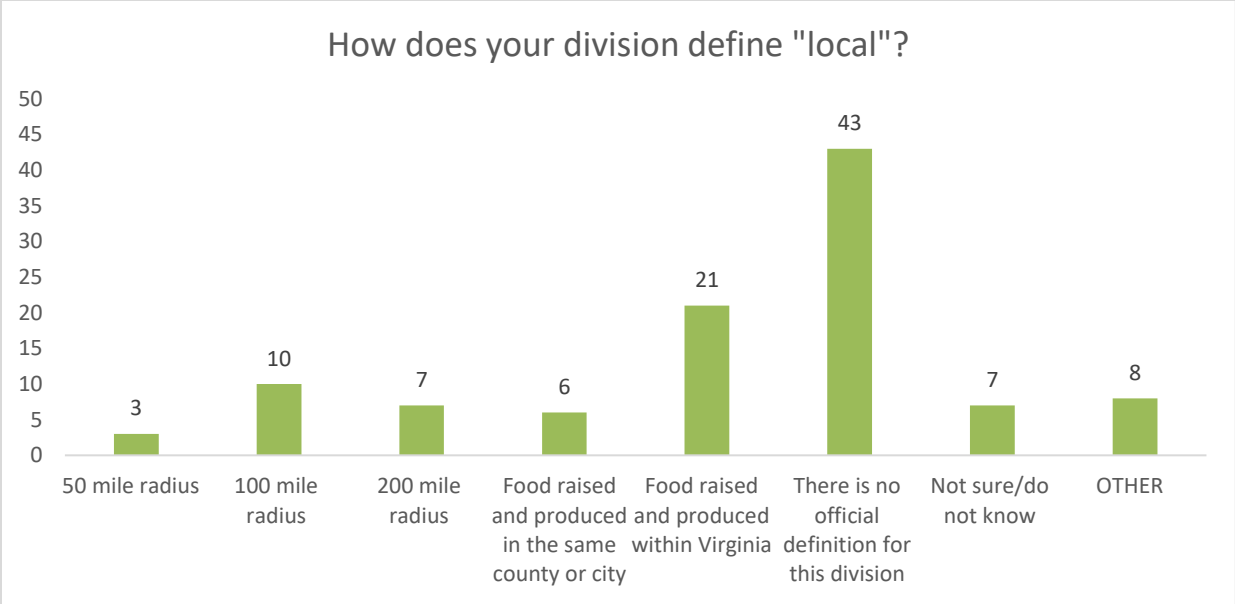 How does your division define "local"?
50
45
40
35
30
25
20
15
10
5
0
3
10
7
6
21
43
7
8
50 mile radius
100 mile
radius
200 mile
radius
Food raised
and produced
in the same
county or city
Food raised
and produced
within Virginia
There is no
official
definition for
this division
Not sure/do
not know
OTHER